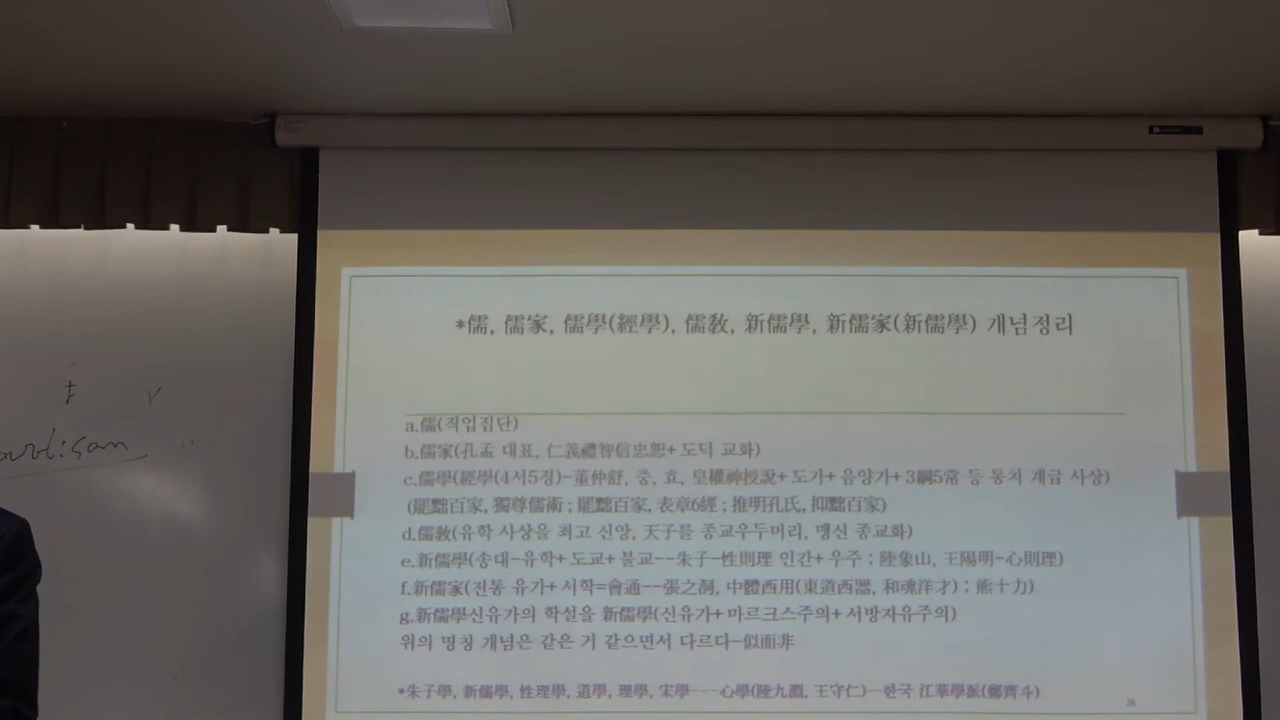 *儒, 儒家, 儒學(經學), 儒教, 新儒學, 新儒家(新儒學) 개념정리
a.儒(직업집단)
b.儒家(孔孟 대표, 仁義禮智信忠恕+ 도덕 교화)
c.儒學(經學(4서5경)-董仲舒, 충, 효, 皇權神授說+ 도가+ 음양가+ 3綱5常 등 통치 계급 사상)
(罷黜百家, 獨尊儒術 ; 罷黜百家, 表章6經 ; 推明孔氏, 抑黜百家)
d.儒教(유학 사상을 최고 신앙, 天子를 종교우두머리, 맹신 종교화)
e.新儒學(송대-유학+ 도교+ 불교--朱子-性則理 인간+ 우주 ; 陸象山, 王陽明-心則理)
f.新儒家(전통 유가+ 서학=會通--張之洞, 中體西用(東道西器, 和魂洋才) ; 熊十力)
g.新儒學신유가의 학설을 新儒學(신유가+ 마르크스주의+ 서방자유주의)
위의 명칭 개념은 같은 거 같으면서 다르다-似而非
*朱子學, 新儒學, 性理學, 道學, 理學, 宋學---心學(陸九淵, 王守仁)--한국 江華學派(鄭齊斗)
26